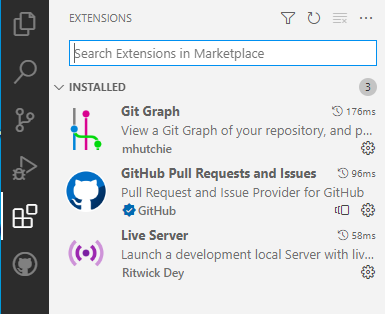 EXTENSIONS
Search Extensions in Marketplace
INSTALLED 3
Git Graph 176ms
View a Git Graph of your repository, and p...
mhutchie
GitHub Pull Requests and Issues 96ms
Pull Request and Issue Provider for GitHub
GitHub
Live Server 58ms
Launch a development local Server with liv...
Ritwick Dey